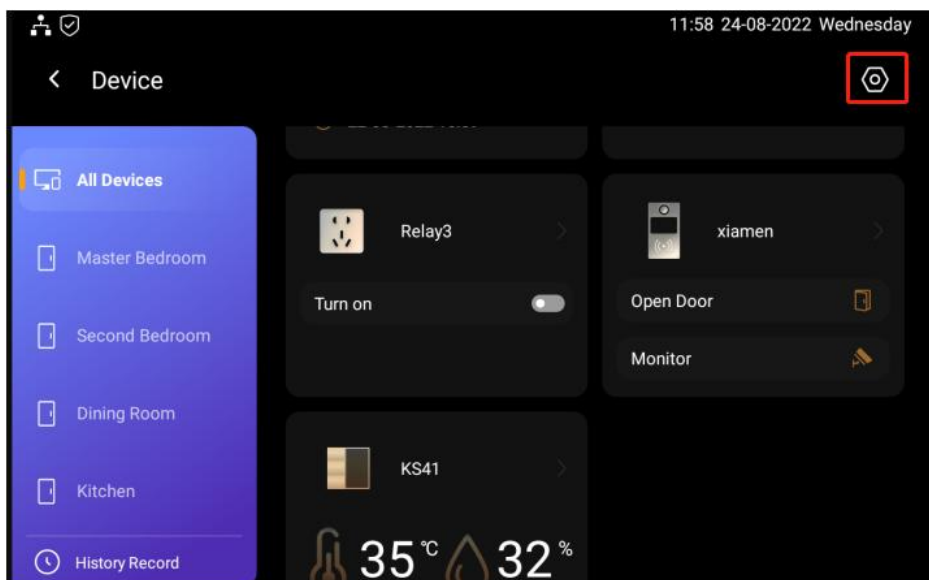 11:58 24-08-2022 Wednesday
Device
All Devices
Master Bedroom
Second Bedroom
Dining Room
Kitchen
History Record
Relay3
Turn on
xiamen
Open Door
Monitor
KS41
35℃ 32%